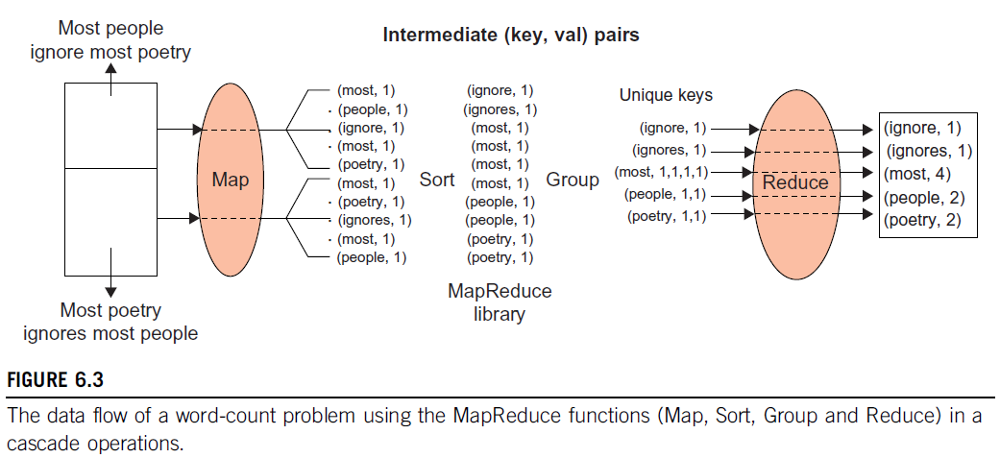 Most people
ignore most poetry
Intermediate (key, val) pairs
Map
(most, 1)
(people, 1)
(ignore, 1)
(most, 1)
(poetry, 1)
(most, 1)
(poetry, 1)
(ignores, 1)
(most, 1)
(people, 1)
Sort
(ignore, 1)
(ignores, 1)
(most, 1)
(most, 1)
(most, 1)
(most, 1)
(people, 1)
(people, 1)
(poetry, 1)
(poetry, 1)
Group
MapReduce
library
Unique keys
(ignore, 1)
(ignores, 1)
(most, 1,1,1,1)
(people, 1,1)
(poetry, 1,1)
Reduce
(ignore, 1)
(ignores, 1)
(most, 4)
(people, 2)
(poetry, 2)
Most poetry
ignores most people
FIGURE 6.3
The data flow of a word-count problem using the MapReduce functions (Map, Sort, Group and Reduce) in a
cascade operations.